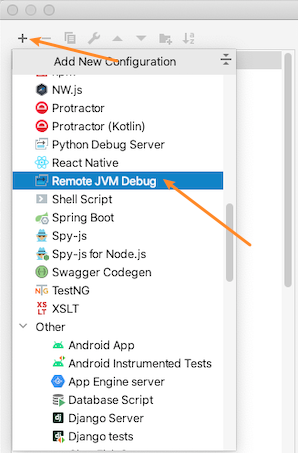 Add New Configuration
npm
NW.js
Protractor
Protractor (Kotlin)
Python Debug Server
React Native
Remote JVM Debug
Shell Script
Spring Boot
Spy-js
Spy-js for Node.js
Swagger Codegen
TestNG
XSLT
Other
Android App
Android Instrumented Tests
App Engine server
Database Script
Django Server
Django tests